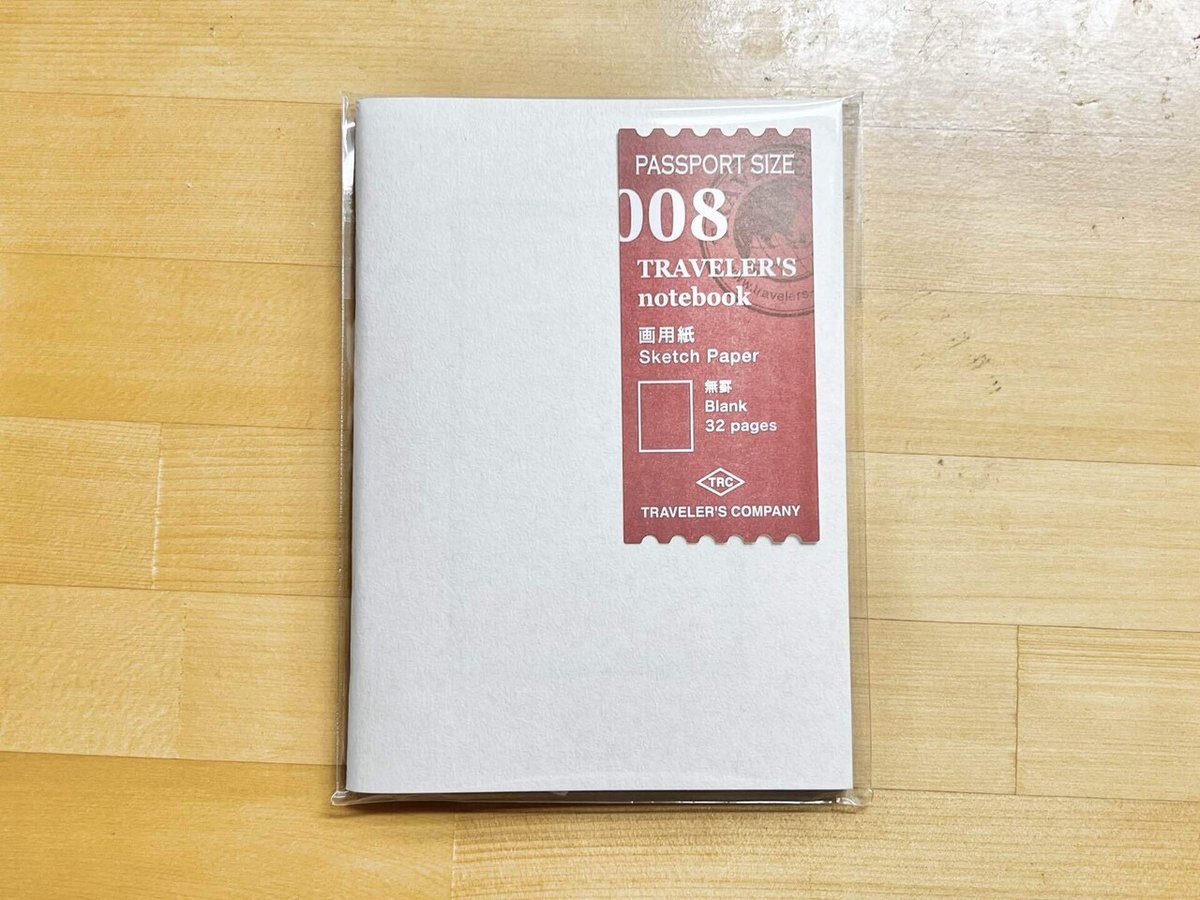 PASSPORT SIZE
008
TRAVELER'S
notebook
画用紙
Sketch Paper
無罫
Blank
32 pages
TRC
TRAVELER'S COMPANY